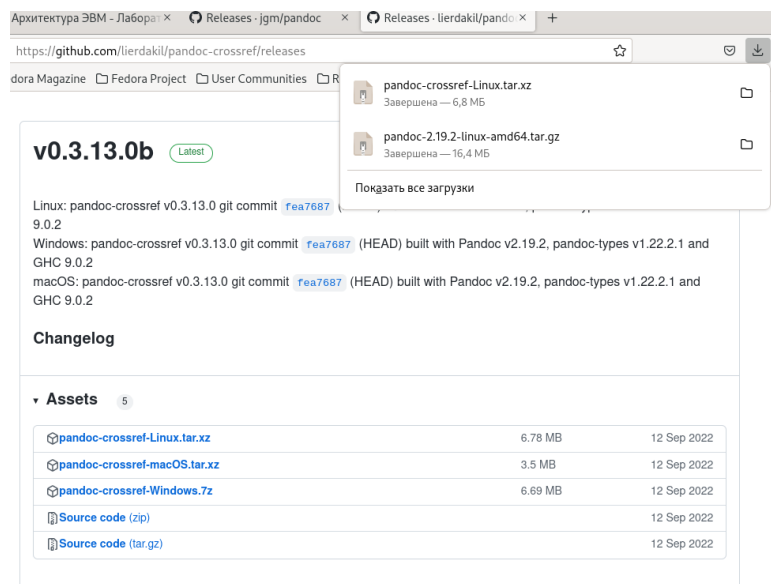 Архитектура ЭВМ - Лаборат
Releases · jgm/pandoc
Releases · lierdakil/pando
https://github.com/lierdakil/pandoc-crossref/releases
dora Magazine Fedora Project User Communities R
pandoc-crossref-Linux.tar.xz
Завершена — 6,8 МБ
pandoc-2.19.2-linux-amd64.tar.gz
Завершена — 16,4 МБ
Показать все загрузки
v0.3.13.0b Latest
Linux: pandoc-crossref v0.3.13.0 git commit fea7687
9.0.2
Windows: pandoc-crossref v0.3.13.0 git commit fea7687 (HEAD) built with Pandoc v2.19.2, pandoc-types v1.22.2.1 and
GHC 9.0.2
macOS: pandoc-crossref v0.3.13.0 git commit fea7687 (HEAD) built with Pandoc v2.19.2, pandoc-types v1.22.2.1 and
GHC 9.0.2
Changelog
Assets 5
pandoc-crossref-Linux.tar.xz 6.78 MB 12 Sep 2022
pandoc-crossref-macOS.tar.xz 3.5 MB 12 Sep 2022
pandoc-crossref-Windows.7z 6.69 MB 12 Sep 2022
Source code (zip) 12 Sep 2022
Source code (tar.gz) 12 Sep 2022